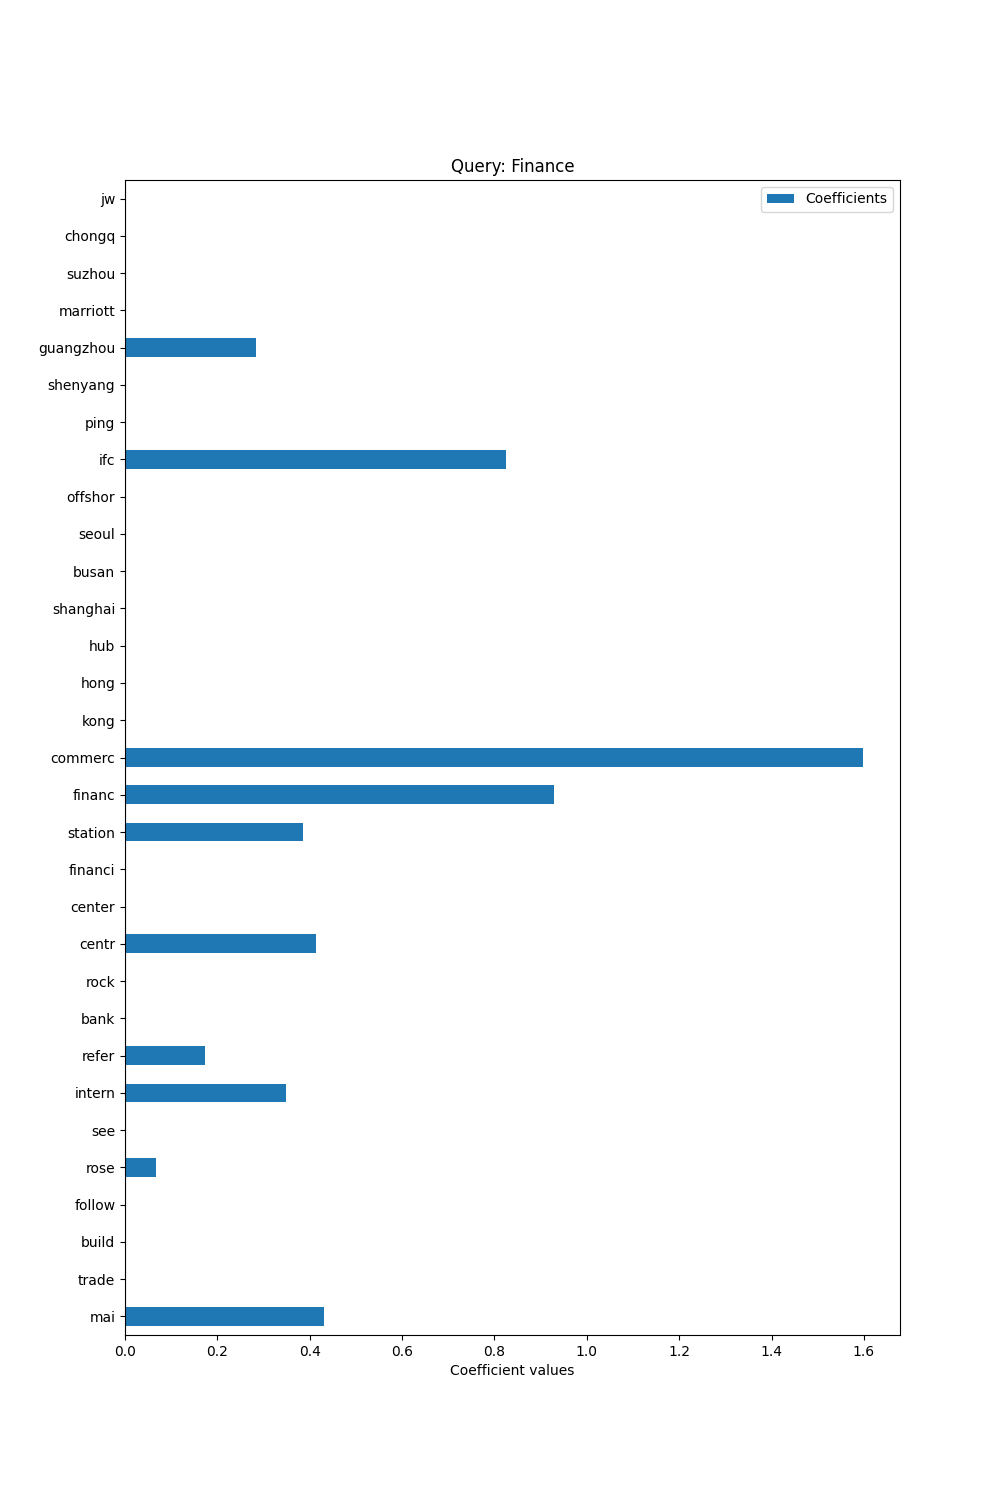 Query: Finance
Coefficients
jw
chongq
suzhou
marriott
guangzhou
shenyang
ping
ifc
offshor
seoul
busan
shanghai
hub
hong
kong
commerc
financ
station
financi
center
centr
rock
bank
refer
intern
see
rose
follow
build
trade
mai
0.0 0.2 0.4 0.6 0.8 1.0 1.2 1.4 1.6
Coefficient values